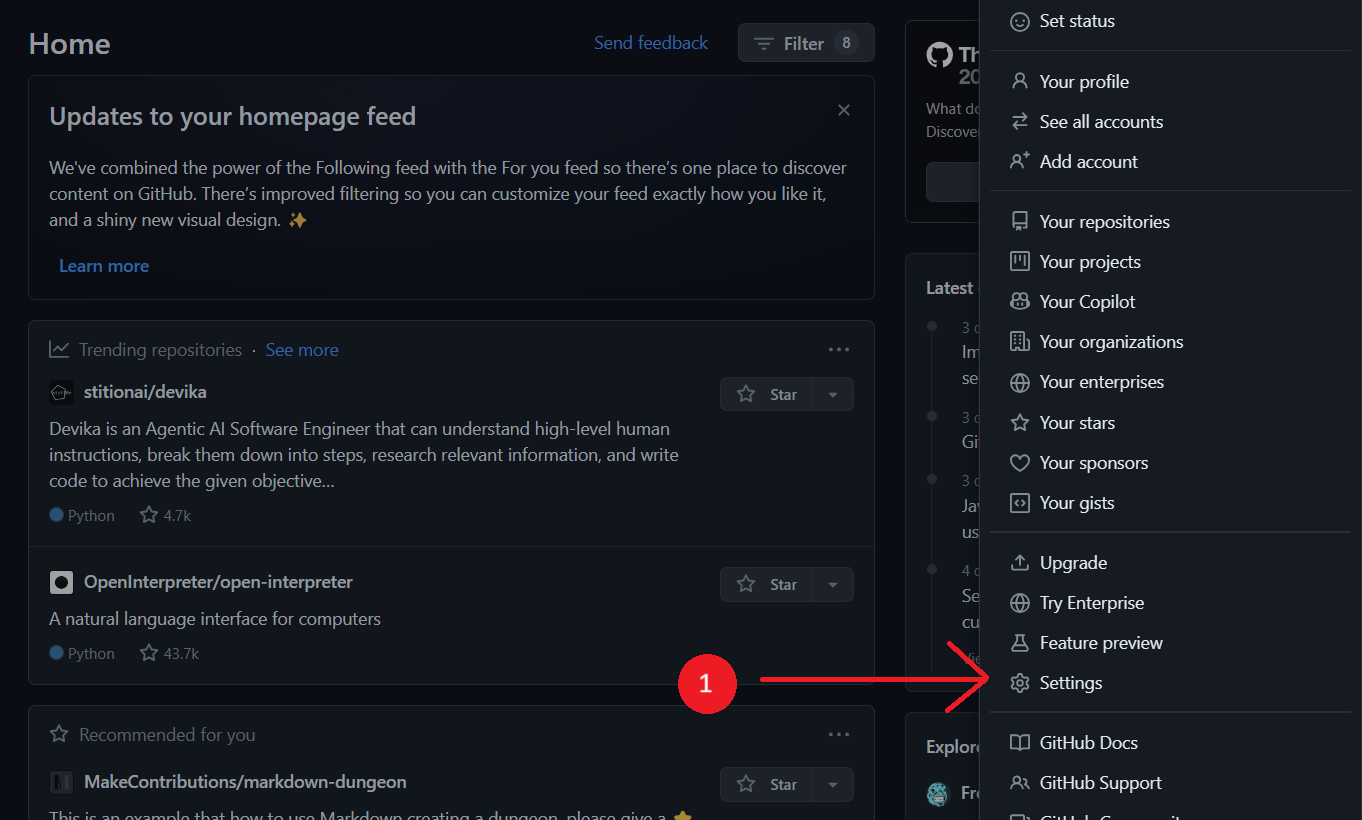 Home
Send feedback
Filter 8
Updates to your homepage feed
We've combined the power of the Following feed with the For you feed so there's one place to discover
content on GitHub. There's improved filtering so you can customize your feed exactly how you like it,
and a shiny new visual design. ✨
Learn more
Trending repositories · See more
stitionai/devika
Star
Devika is an Agentic AI Software Engineer that can understand high-level human
instructions, break them down into steps, research relevant information, and write
code to achieve the given objective...
Python 4.7k
OpenInterpreter/open-interpreter
Star
A natural language interface for computers
Python 43.7k
1
Recommended for you
MakeContributions/markdown-dungeon
Star
This is an example that how to use Markdown creating a dungeon, please give a ⭐
Th
20
What do
Discover
Latest
3 d
Im
se
3 d
Gi
3 d
Jav
us
4 d
Se
cu
Vie
Explore
Fre
Set status
Your profile
See all accounts
Add account
Your repositories
Your projects
Your Copilot
Your organizations
Your enterprises
Your stars
Your sponsors
Your gists
Upgrade
Try Enterprise
Feature preview
Settings
GitHub Docs
GitHub Support
GitHub Community